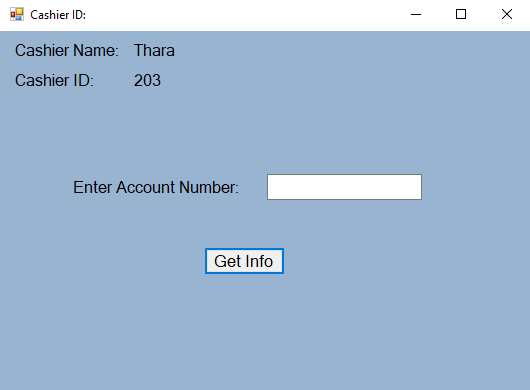 Cashier ID:
Cashier Name: Thara
Cashier ID: 203
Enter Account Number:
Get Info